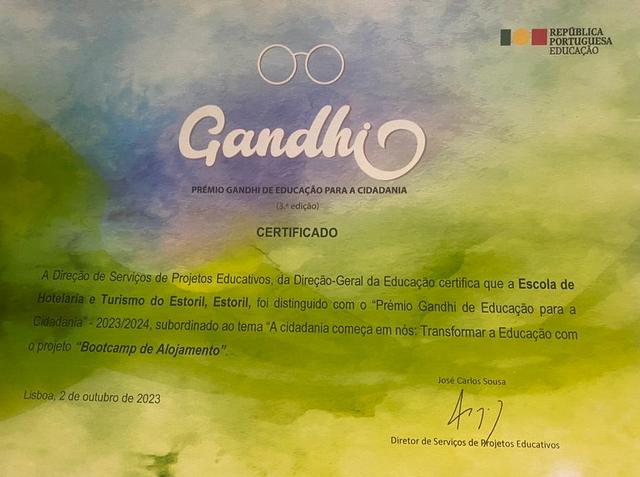 REPÚBLICA
PORTUGUESA
EDUCAÇÃO
Gandhi
PRÉMIO GANDHI DE EDUCAÇÃO PARA A CIDADANIA
(3.ª edição)
CERTIFICADO
A Direção de Serviços de Projetos Educativos, da Direção-Geral da Educação certifica que a Escola de
Hotelaria e Turismo do Estoril, Estoril, foi distinguido com o "Prémio Gandhi de Educação para a
Cidadania" - 2023/2024, subordinado ao tema "A cidadania começa em nós: Transformar a Educação com
o projeto "Bootcamp de Alojamento".
Lisboa, 2 de outubro de 2023
José Carlos Sousa
Diretor de Serviços de Projetos Educativos